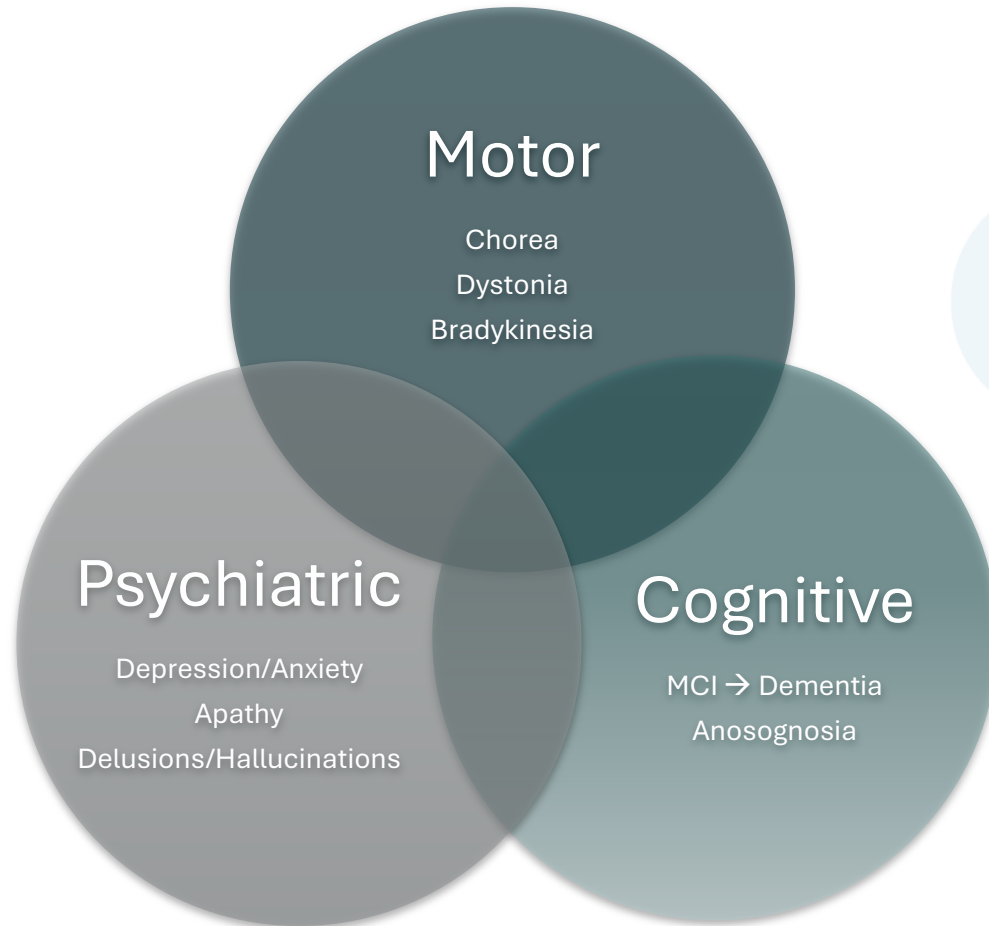 Motor
Chorea
Dystonia
Bradykinesia
Psychiatric
Depression/Anxiety
Apathy
Delusions/Hallucinations
Cognitive
MCI → Dementia
Anosognosia